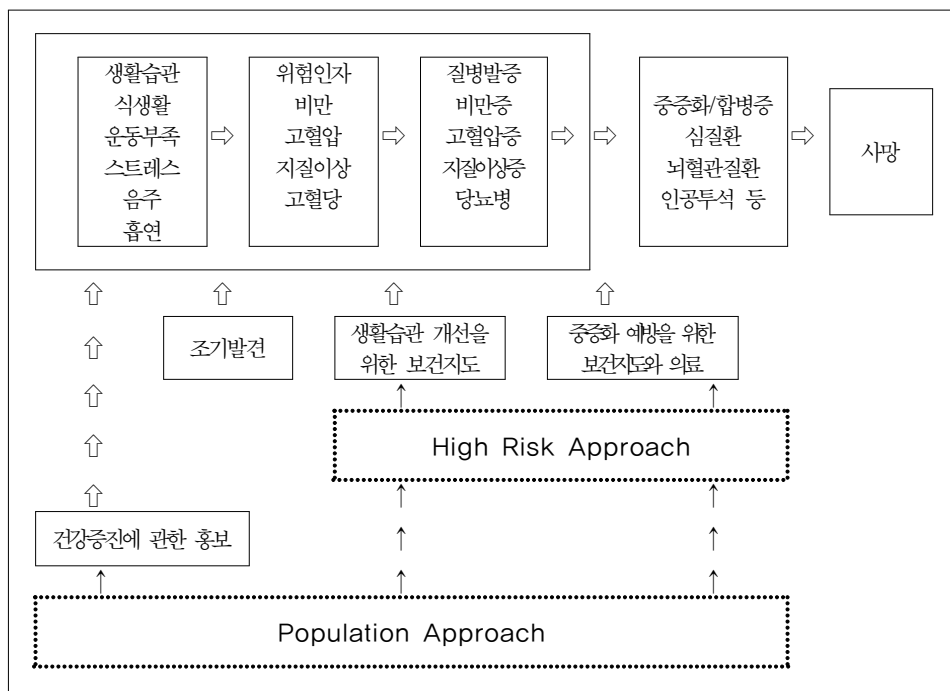 생활습관
식생활
운동부족
스트레스
음주
흡연
위험인자
비만
고혈압
지질이상
고혈당
질병발증
비만증
고혈압증
지질이상증
당뇨병
중증화/합병증
심질환
뇌혈관질환
인공투석 등
사망
조기발견
생활습관 개선을
위한 보건지도
중증화 예방을 위한
보건지도와 의료
High Risk Approach
건강증진에 관한 홍보
Population Approach